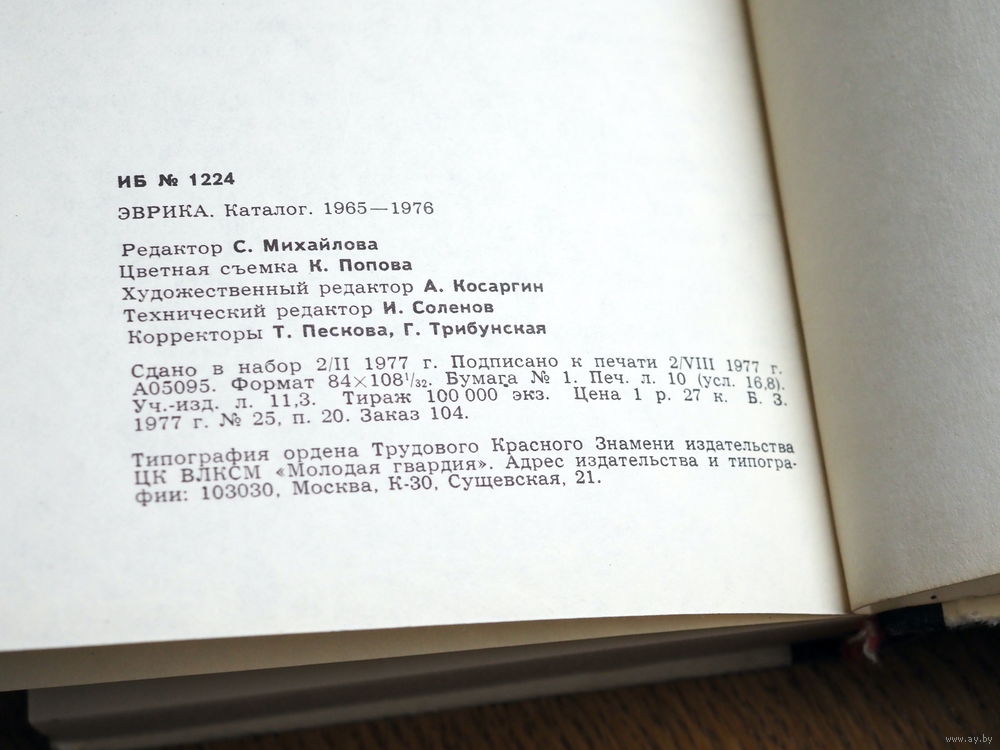 ИБ № 1224
ЭВРИКА. Каталог. 1965—1976
Редактор С. Михайлова
Цветная съемка К. Попова
Художественный редактор А. Косаргин
Технический редактор И. Соленов
Корректоры Т. Пескова, Г. Трибунская
Сдано в набор 2/II 1977 г. Подписано к печати 2/VIII 1977 г.
А05095. Формат 84×108¹/₃₂. Бумага № 1. Печ. л. 10 (усл. 16,8).
Уч.-изд. л. 11,3. Тираж 100 000 экз. Цена 1 р. 27 к. Б. З.
1977 г. № 25, п. 20. Заказ 104.
Типография ордена Трудового Красного Знамени издательства
ЦК ВЛКСМ «Молодая гвардия». Адрес издательства и типогра-
фии: 103030, Москва, К-30, Сущевская, 21.
www.ay.by